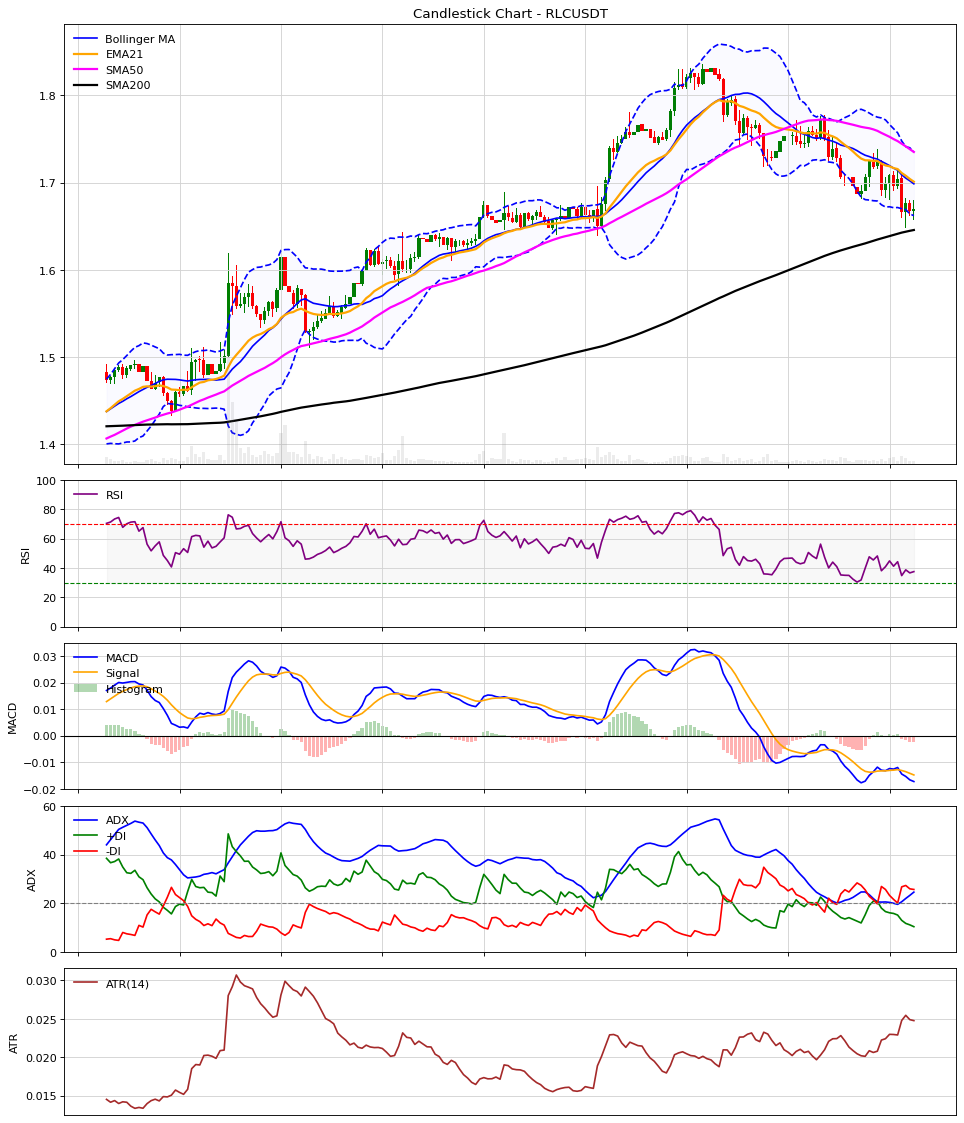 Candlestick Chart - RLCUSDT
Bollinger MA
EMA21
SMA50
SMA200
1.8
1.7
1.6
1.5
1.4
RSI
100
80
60
40
20
0
RSI
MACD
Signal
Histogram
0.03
0.02
0.01
0.00
−0.01
−0.02
MACD
ADX
+DI
-DI
60
40
20
0
ADX
ATR(14)
0.030
0.025
0.020
0.015
ATR